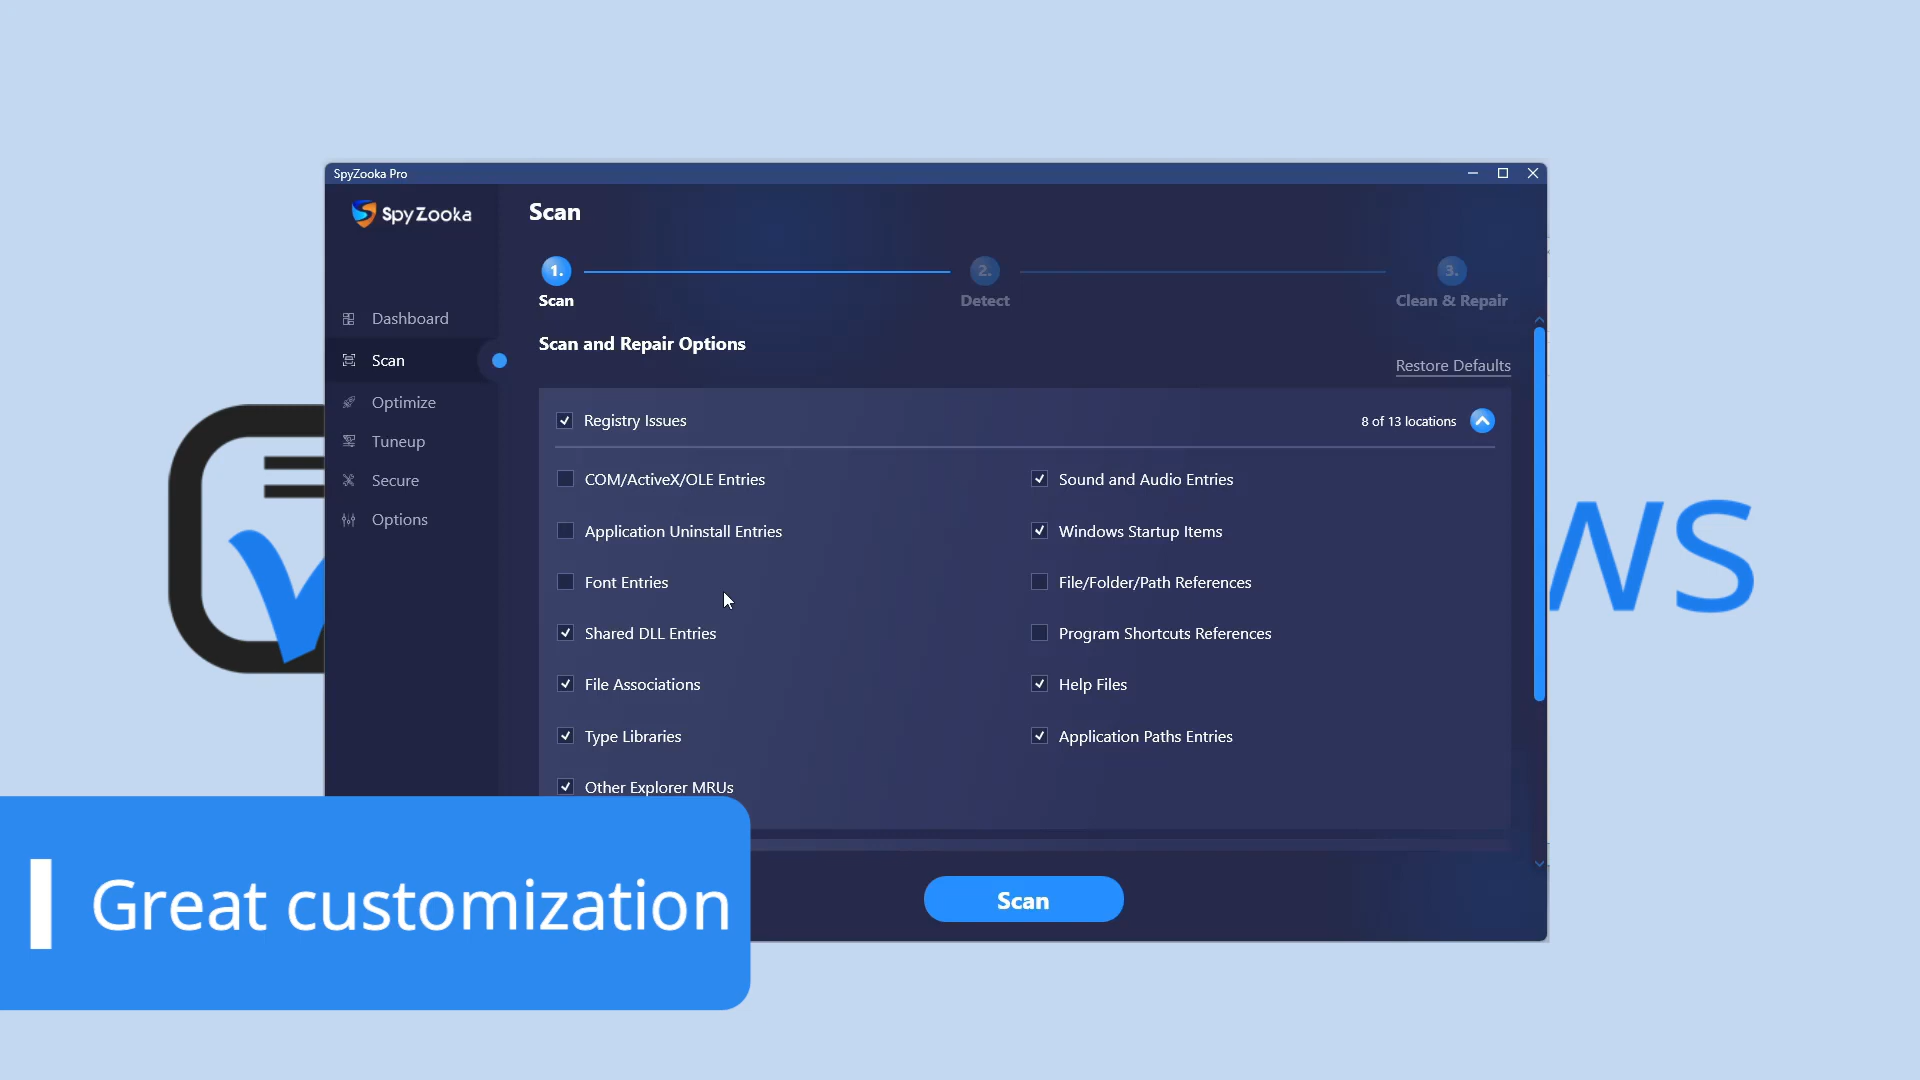 SpyZooka Pro
SpyZooka
Scan
1.
2.
3.
Scan
Detect
Clean & Repair
Dashboard
Scan
Optimize
Tuneup
Secure
Options
Scan and Repair Options
Restore Defaults
Registry Issues
8 of 13 locations
COM/ActiveX/OLE Entries
Sound and Audio Entries
Application Uninstall Entries
Windows Startup Items
Font Entries
File/Folder/Path References
Shared DLL Entries
Program Shortcuts References
File Associations
Help Files
Type Libraries
Application Paths Entries
Other Explorer MRUs
ws
Great customization
Scan